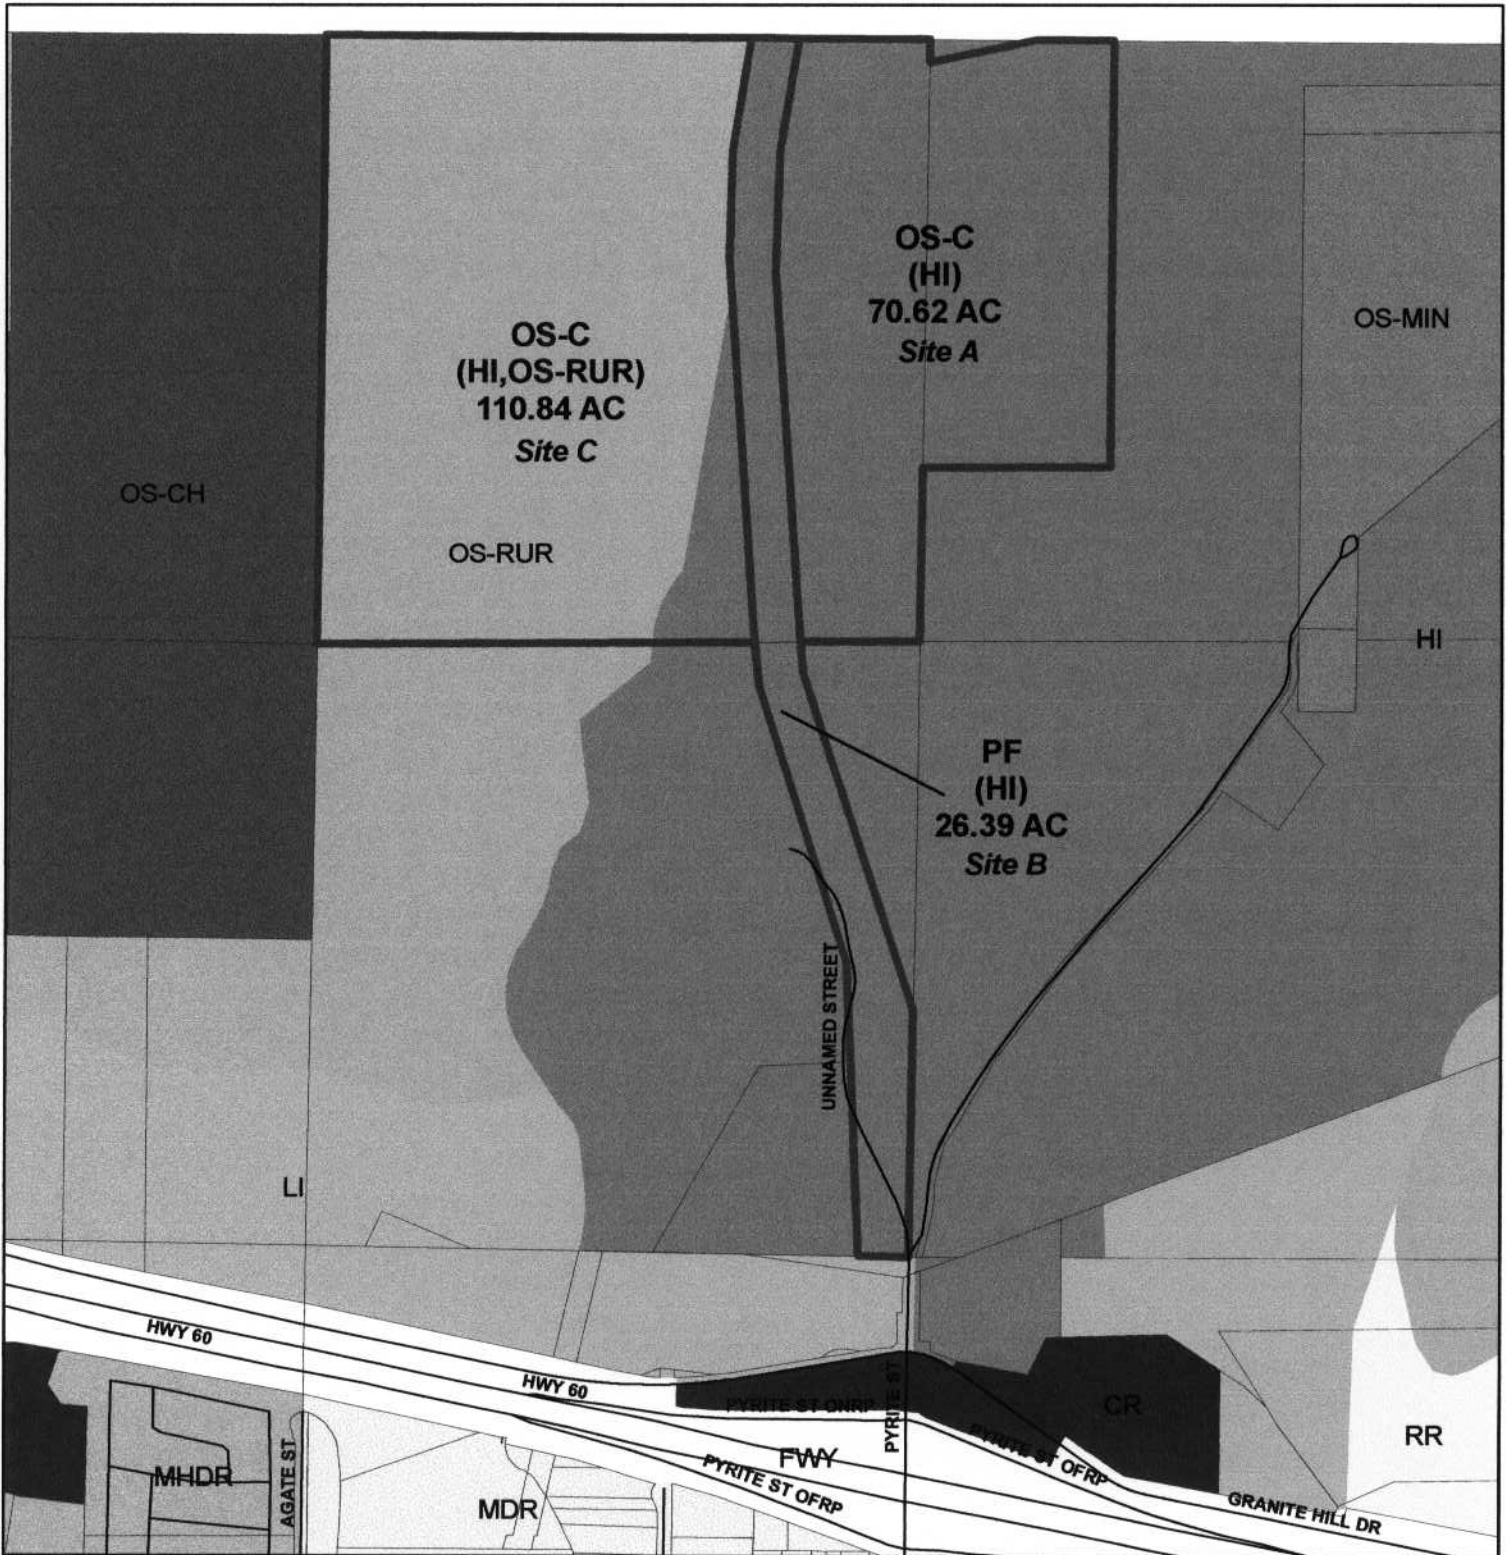 OS-C
(HI)
70.62 AC
Site A
OS-MIN
OS-C
(HI,OS-RUR)
110.84 AC
Site C
OS-CH
OS-RUR
HI
PF
(HI)
26.39 AC
Site B
UNNAMED STREET
LI
HWY 60
HWY 60
PYRITE ST ONRP
PYRITE ST
CR
RR
PYRITE ST OFRP
FWY
MHDR
AGATE ST
MDR
PYRITE ST OFRP
GRANITE HILL DR